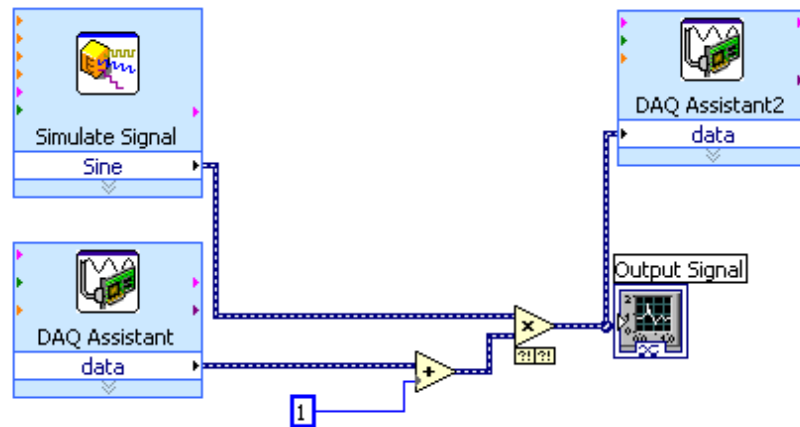 Simulate Signal
Sine
DAQ Assistant
data
1
DAQ Assistant2
data
Output Signal